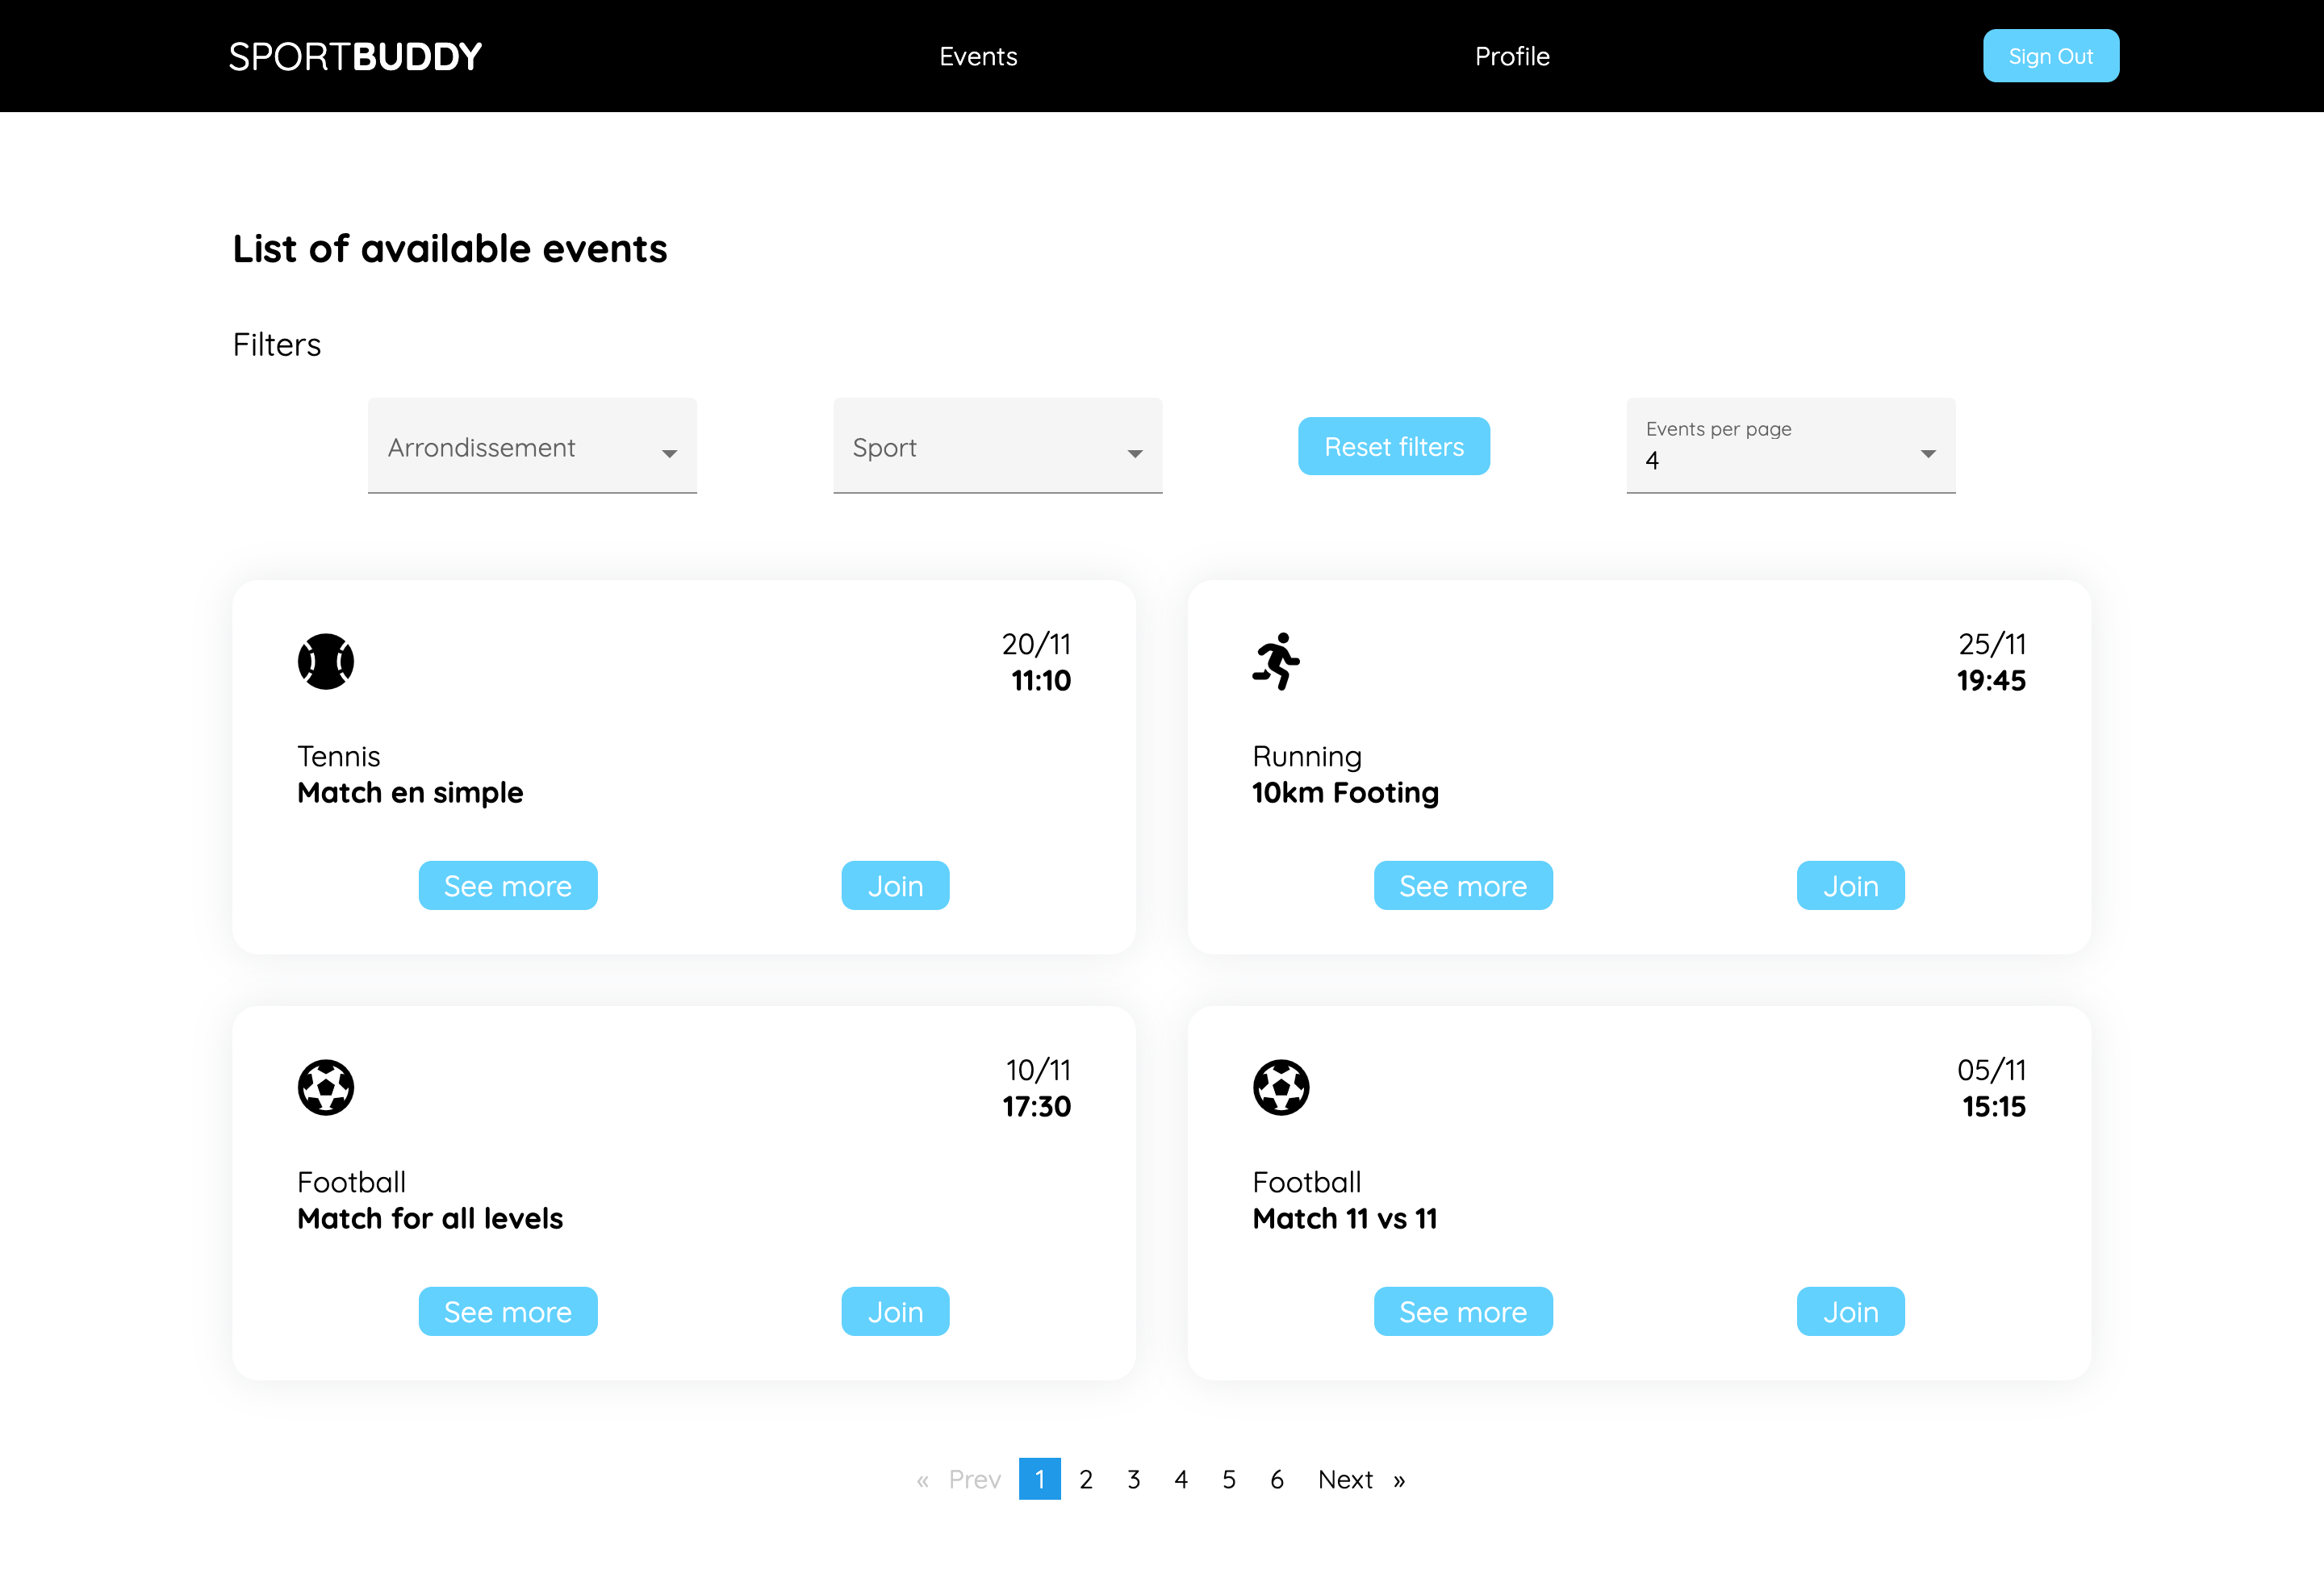 SPORTBUDDY
Events
Profile
Sign Out
List of available events
Filters
Arrondissement
Sport
Reset filters
Events per page
4
20/11
11:10
Tennis
Match en simple
See more
Join
25/11
19:45
Running
10km Footing
See more
Join
10/11
17:30
Football
Match for all levels
See more
Join
05/11
15:15
Football
Match 11 vs 11
See more
Join
« Prev 1 2 3 4 5 6 Next »